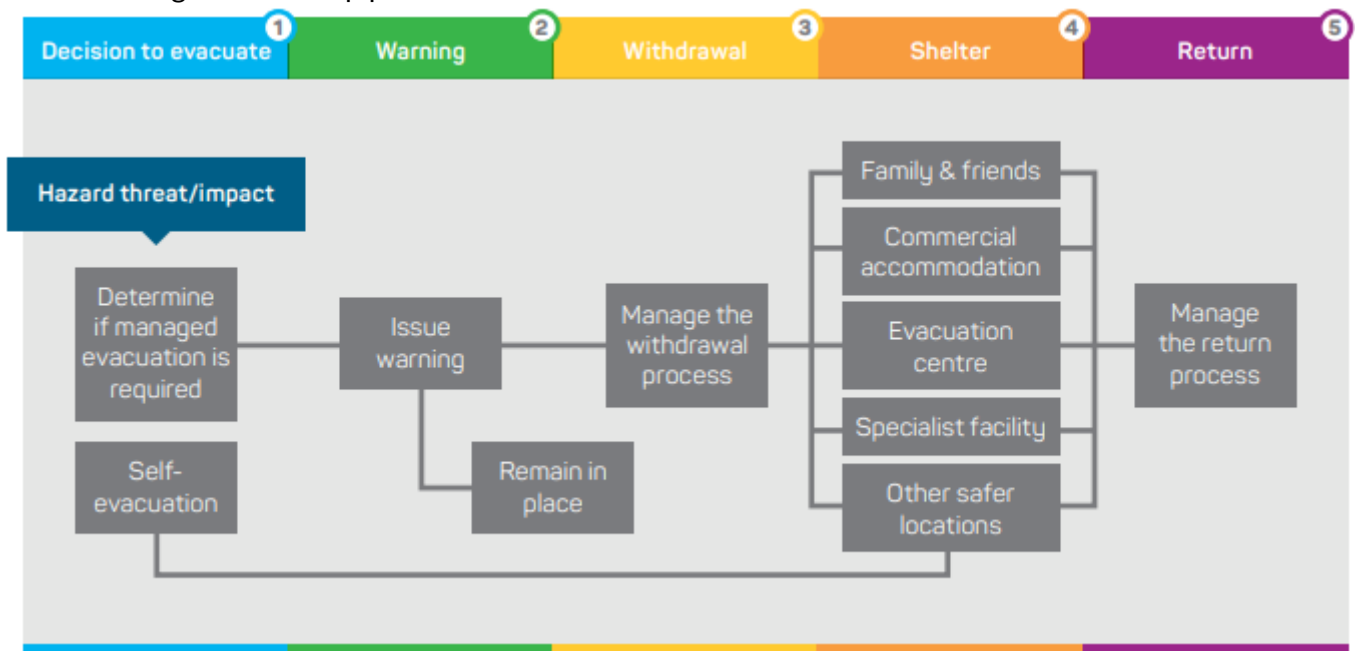 Decision to evacuate 1
Warning 2
Withdrawal 3
Shelter 4
Return 5
Hazard threat/impact
Determine
if managed
evacuation is
required
Self-
evacuation
Issue
warning
Remain in
place
Manage the
withdrawal
process
Family & friends
Commercial
accommodation
Evacuation
centre
Specialist facility
Other safer
locations
Manage
the return
process